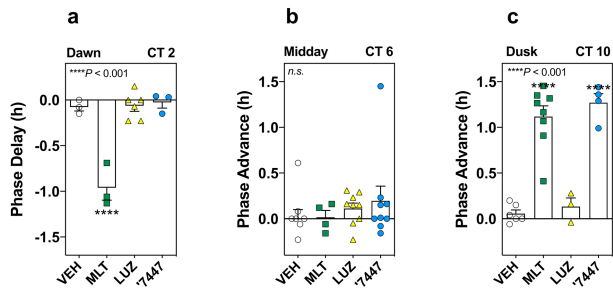 a
Dawn CT 2
****P < 0.001
Phase Delay (h)
0.0
-0.5
-1.0
-1.5
****
VEH
MLT
LUZ
'7447
b
Midday CT 6
n.s.
Phase Advance (h)
1.5
1.0
0.5
0.0
VEH
MLT
LUZ
'7447
c
Dusk CT 10
****P < 0.001
Phase Advance (h)
1.5
1.0
0.5
0.0
****
****
VEH
MLT
LUZ
'7447